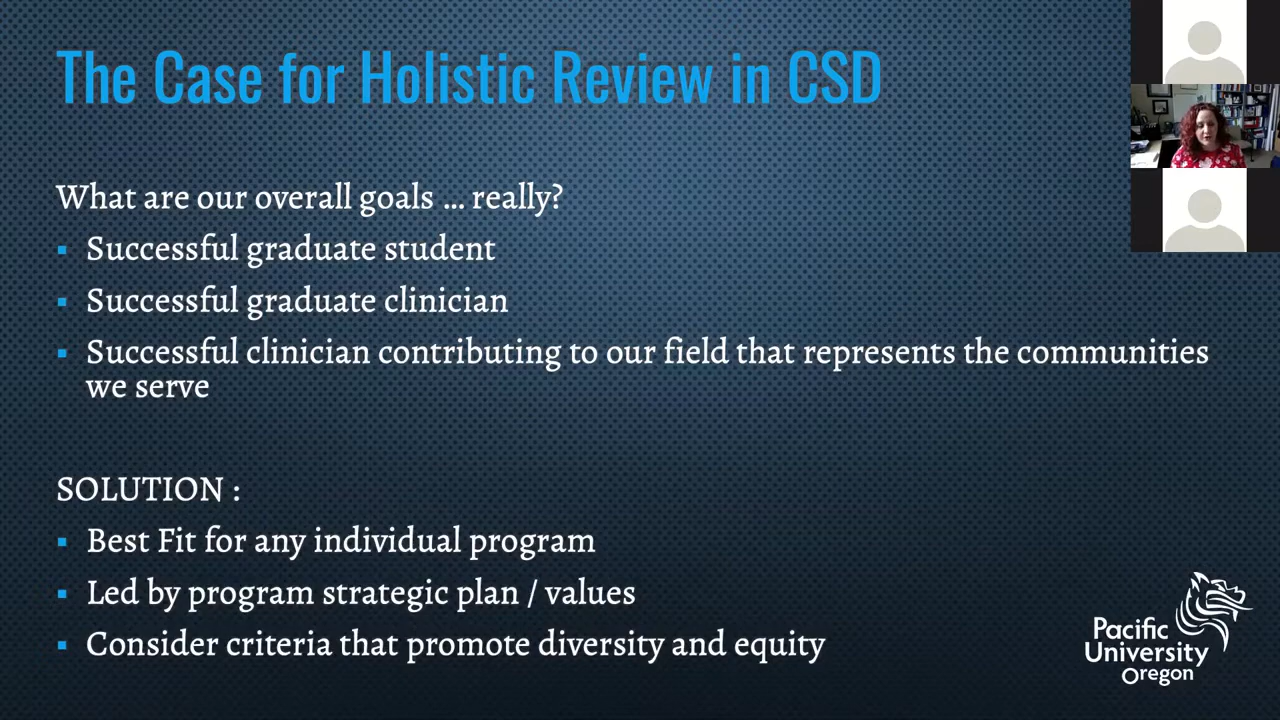 The Case for Holistic Review in CSD
What are our overall goals ... really?
▪ Successful graduate student
▪ Successful graduate clinician
▪ Successful clinician contributing to our field that represents the communities
we serve
SOLUTION :
▪ Best Fit for any individual program
▪ Led by program strategic plan / values
▪ Consider criteria that promote diversity and equity
Pacific
University
Oregon